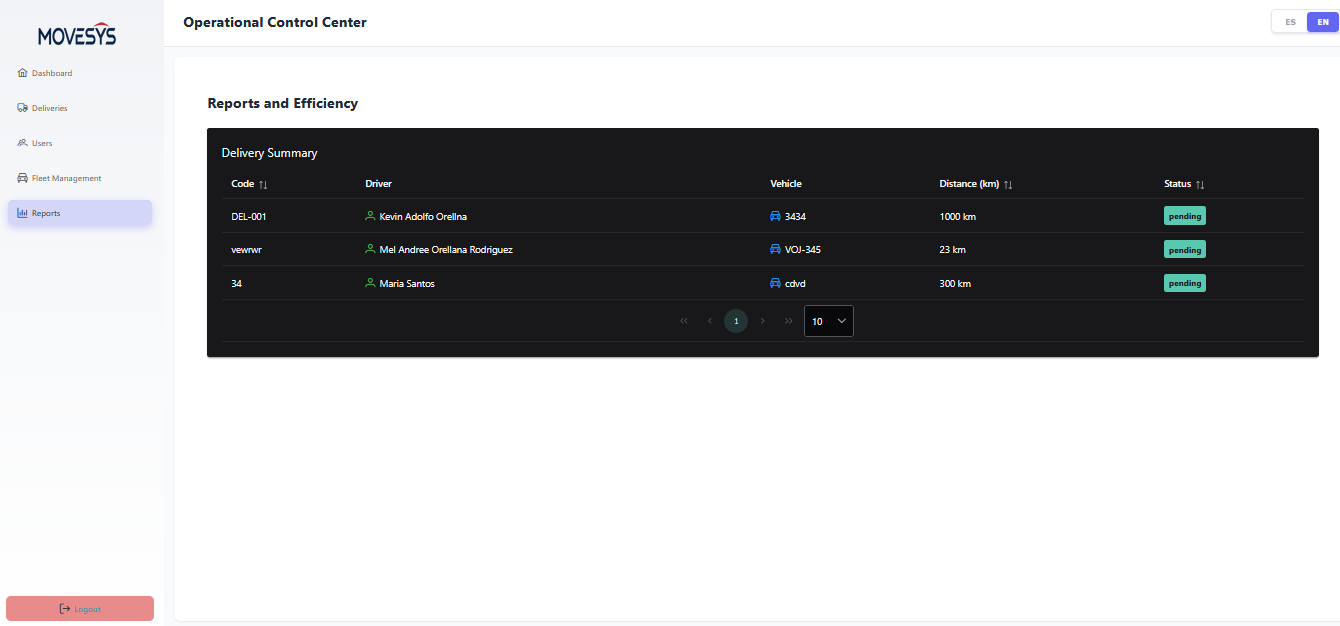 MOVESYS
Operational Control Center
ES EN
Dashboard
Deliveries
Users
Fleet Management
Reports
Reports and Efficiency
Delivery Summary
Code Driver Vehicle Distance (km) Status
DEL-001 Kevin Adolfo Orellna 3434 1000 km pending
vewrwr Mel Andree Orellana Rodriguez VOJ-345 23 km pending
34 Maria Santos cdvd 300 km pending
1 10
Logout